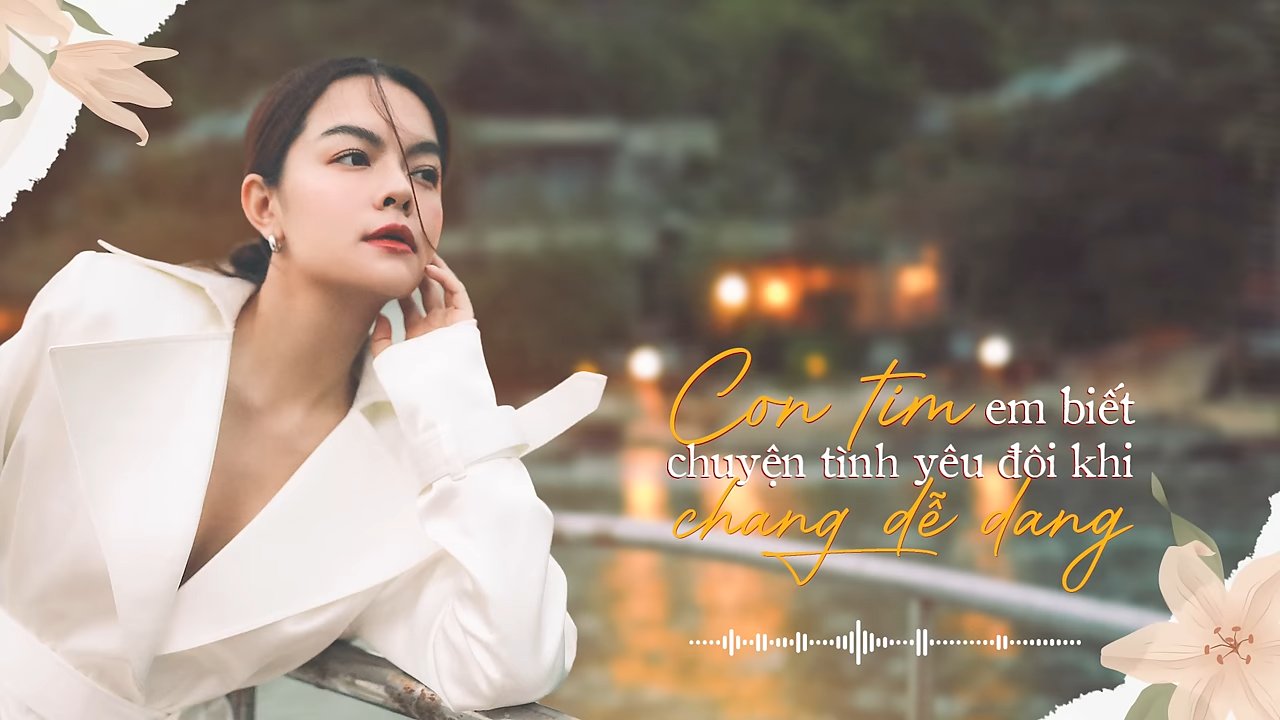 Con tim em biết
chuyện tình yêu đôi khi
chang dễ dang